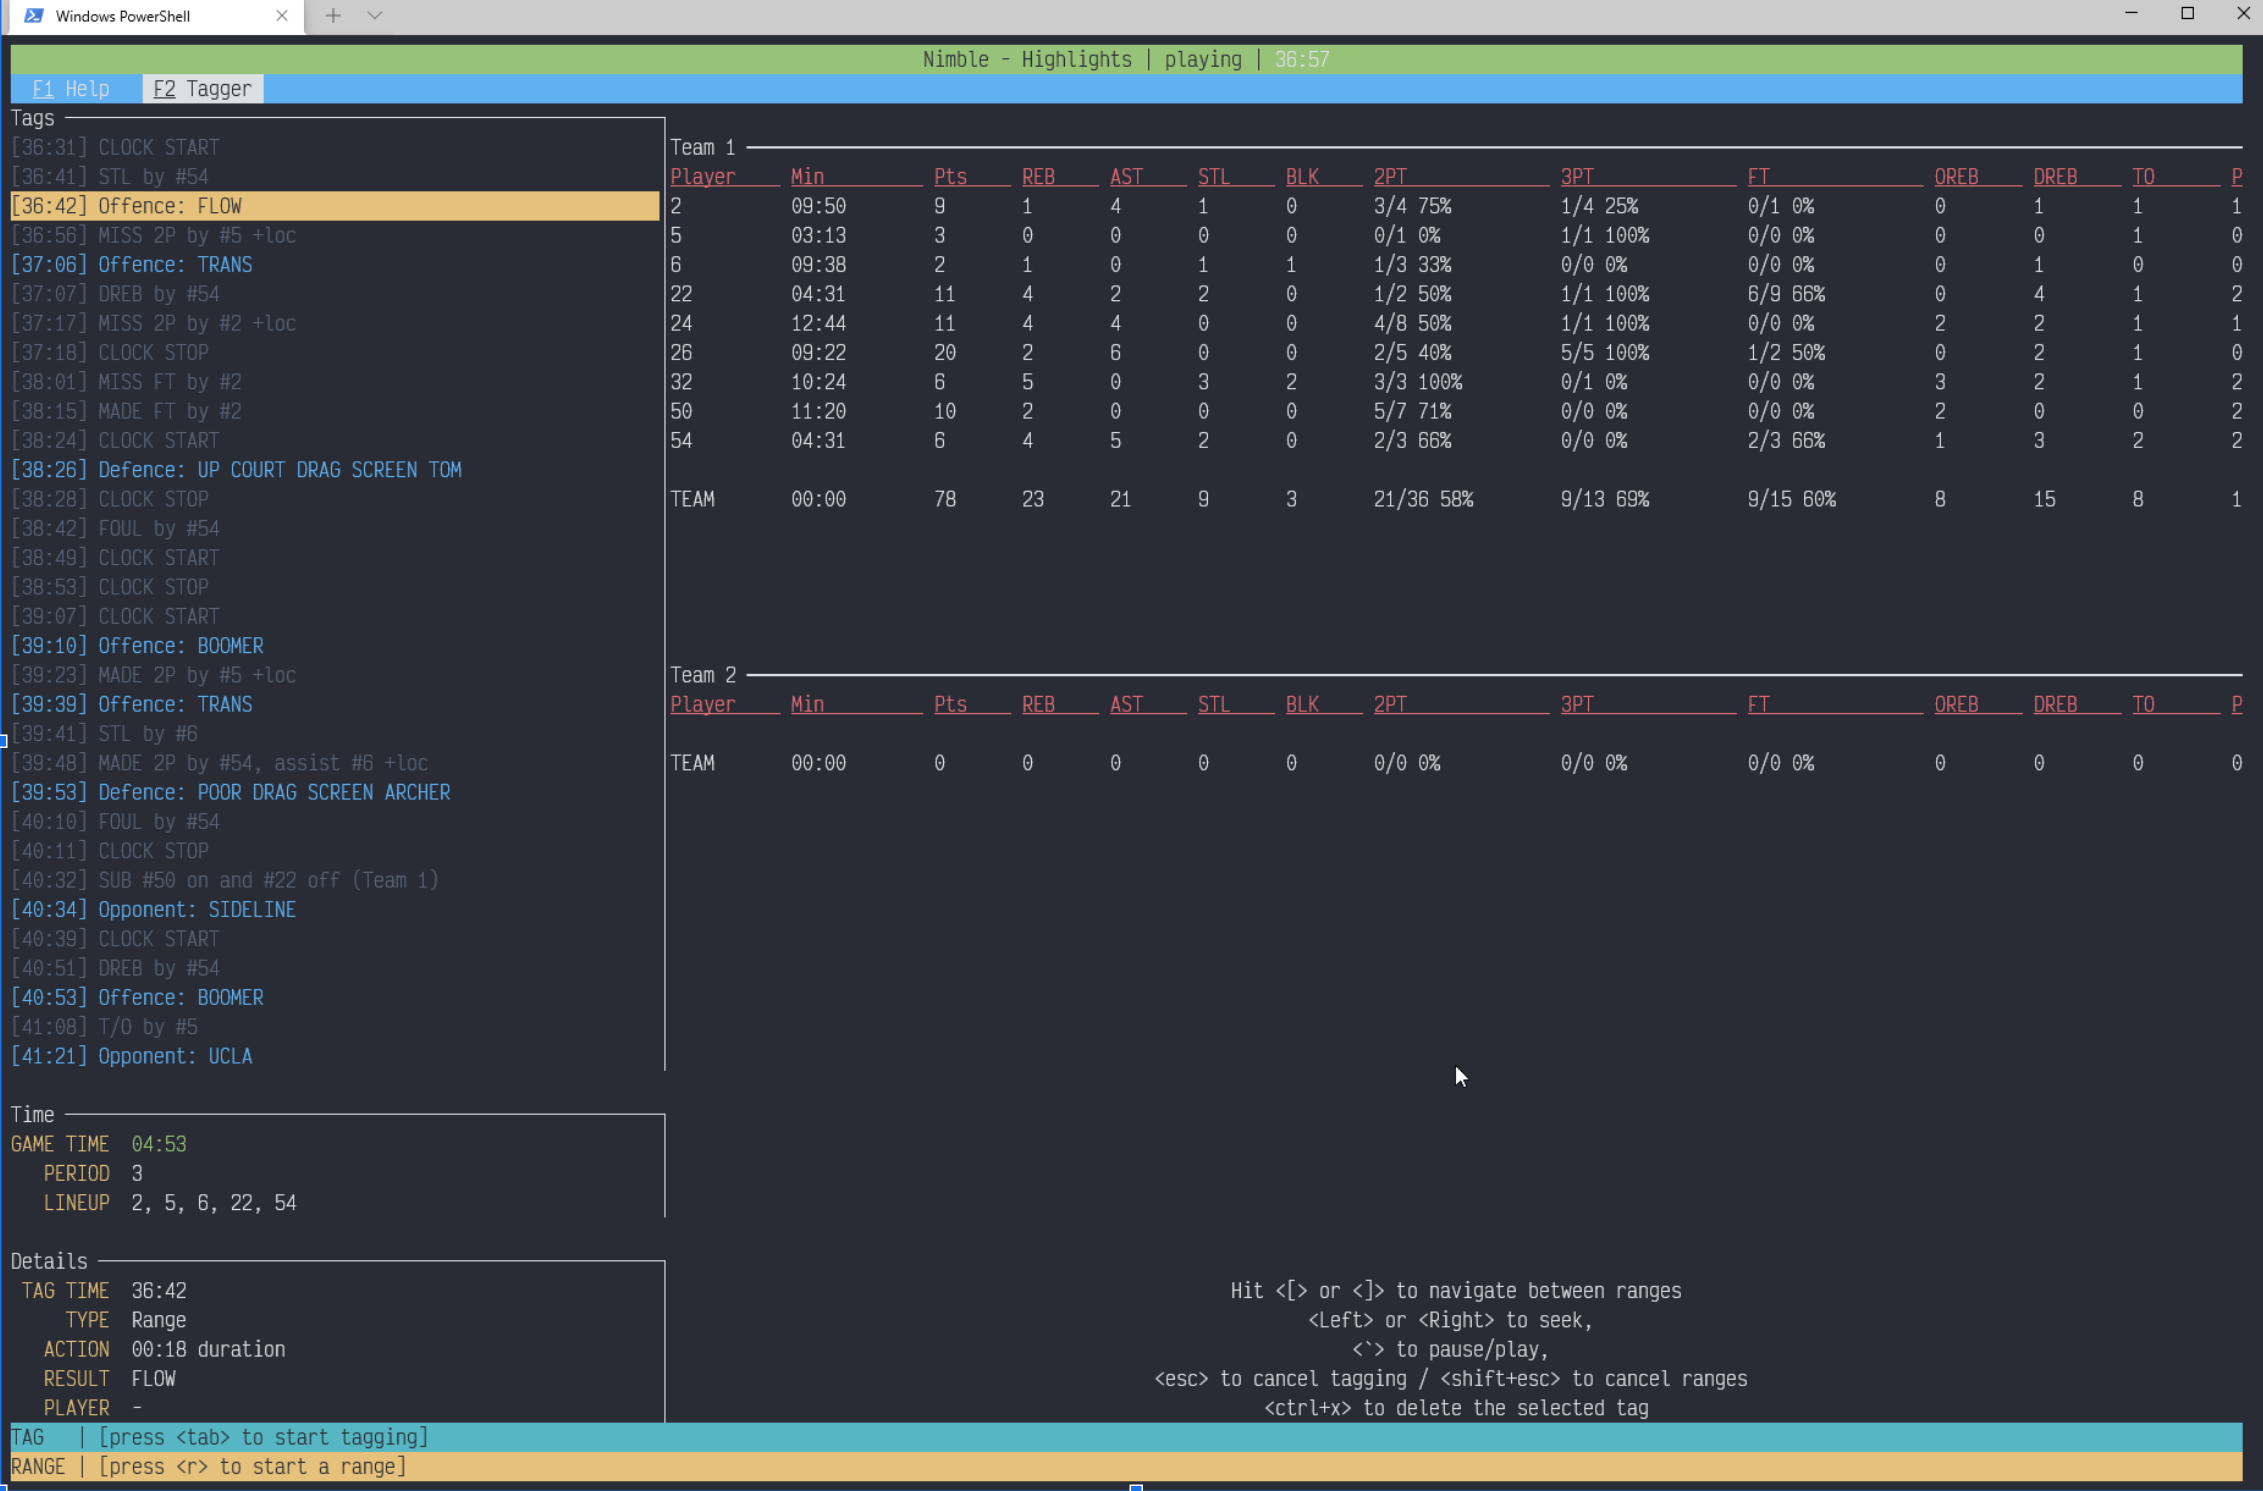 Windows PowerShell
Nimble - Highlights | playing | 36:57
F1 Help F2 Tagger
Tags
[36:31] CLOCK START
[36:41] STL by #54
[36:42] Offence: FLOW
[36:56] MISS 2P by #5 +loc
[37:06] Offence: TRANS
[37:07] DREB by #54
[37:17] MISS 2P by #2 +loc
[37:18] CLOCK STOP
[38:01] MISS FT by #2
[38:15] MADE FT by #2
[38:24] CLOCK START
[38:26] Defence: UP COURT DRAG SCREEN TOM
[38:28] CLOCK STOP
[38:42] FOUL by #54
[38:49] CLOCK START
[38:53] CLOCK STOP
[39:07] CLOCK START
[39:10] Offence: BOOMER
[39:23] MADE 2P by #5 +loc
[39:39] Offence: TRANS
[39:41] STL by #6
[39:48] MADE 2P by #54, assist #6 +loc
[39:53] Defence: POOR DRAG SCREEN ARCHER
[40:10] FOUL by #54
[40:11] CLOCK STOP
[40:32] SUB #50 on and #22 off (Team 1)
[40:34] Opponent: SIDELINE
[40:39] CLOCK START
[40:51] DREB by #54
[40:53] Offence: BOOMER
[41:08] T/O by #5
[41:21] Opponent: UCLA
Time
GAME TIME 04:53
PERIOD 3
LINEUP 2, 5, 6, 22, 54
Details
TAG TIME 36:42
TYPE Range
ACTION 00:18 duration
RESULT FLOW
PLAYER -
Team 1
Player Min Pts REB AST STL BLK 2PT 3PT FT OREB DREB TO P
2 09:50 9 1 4 1 0 3/4 75% 1/4 25% 0/1 0% 0 1 1 1
5 03:13 3 0 0 0 0 0/1 0% 1/1 100% 0/0 0% 0 0 1 0
6 09:38 2 1 0 1 1 1/3 33% 0/0 0% 0/0 0% 0 1 0 0
22 04:31 11 4 2 2 0 1/2 50% 1/1 100% 6/9 66% 0 4 1 2
24 12:44 11 4 4 0 0 4/8 50% 1/1 100% 0/0 0% 2 2 1 1
26 09:22 20 2 6 0 0 2/5 40% 5/5 100% 1/2 50% 0 2 1 0
32 10:24 6 5 0 3 2 3/3 100% 0/1 0% 0/0 0% 3 2 1 2
50 11:20 10 2 0 0 0 5/7 71% 0/0 0% 0/0 0% 2 0 0 2
54 04:31 6 4 5 2 0 2/3 66% 0/0 0% 2/3 66% 1 3 2 2
TEAM 00:00 78 23 21 9 3 21/36 58% 9/13 69% 9/15 60% 8 15 8 1
Team 2
Player Min Pts REB AST STL BLK 2PT 3PT FT OREB DREB TO P
TEAM 00:00 0 0 0 0 0 0/0 0% 0/0 0% 0/0 0% 0 0 0 0
Hit <[> or <]> to navigate between ranges
<Left> or <Right> to seek,
<`> to pause/play,
<esc> to cancel tagging / <shift+esc> to cancel ranges
<ctrl+x> to delete the selected tag
TAG | [press <tab> to start tagging]
RANGE | [press <r> to start a range]